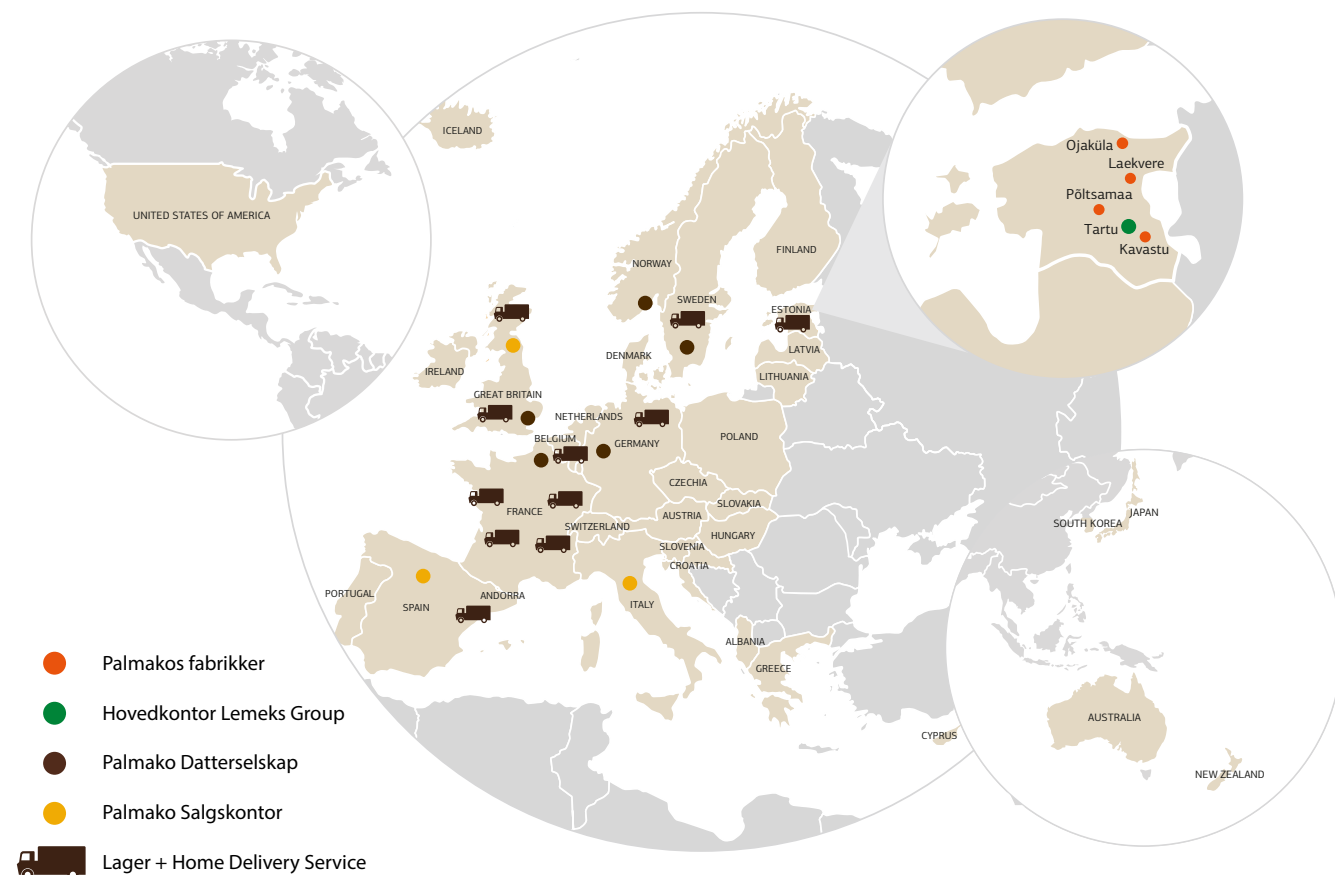 ICELAND
UNITED STATES OF AMERICA
Ojaküla
Laekvere
Põltsamaa
Tartu
Kavastu
NORWAY
FINLAND
SWEDEN
ESTONIA
DENMARK
LATVIA
IRELAND
LITHUANIA
GREAT BRITAIN
NETHERLANDS
BELGIUM
GERMANY
POLAND
CZECHIA
SLOVAKIA
FRANCE
AUSTRIA
SWITZERLAND
HUNGARY
SLOVENIA
CROATIA
SOUTH KOREA
JAPAN
PORTUGAL
SPAIN
ANDORRA
ITALY
ALBANIA
GREECE
CYPRUS
AUSTRALIA
NEW ZEALAND
Palmakos fabrikker
Hovedkontor Lemeks Group
Palmako Datterselskap
Palmako Salgskontor
Lager + Home Delivery Service